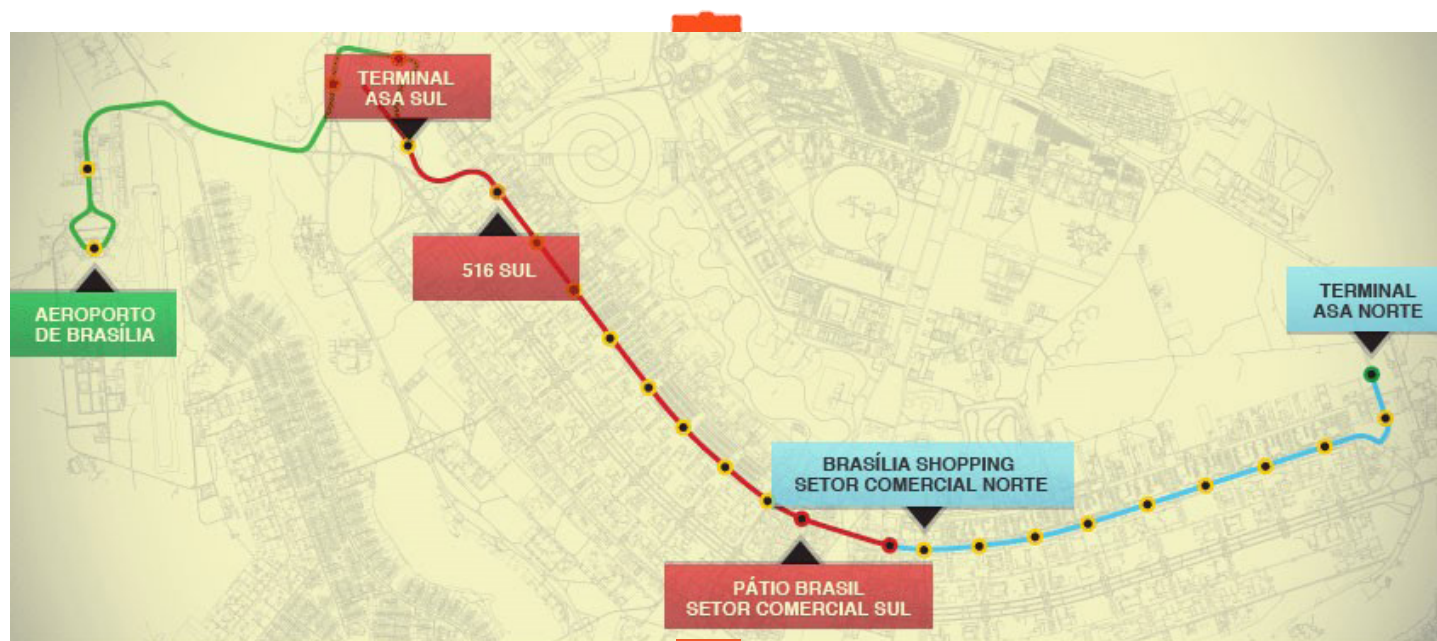 TERMINAL
ASA SUL
516 SUL
AEROPORTO
DE BRASÍLIA
TERMINAL
ASA NORTE
BRASÍLIA SHOPPING
SETOR COMERCIAL NORTE
PÁTIO BRASIL
SETOR COMERCIAL SUL